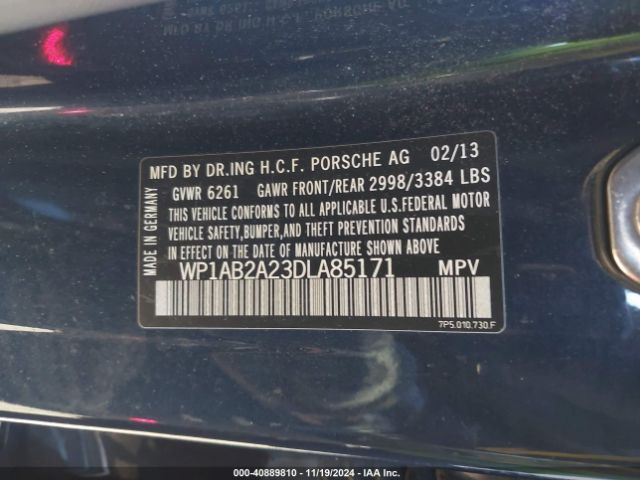 MFD BY DR.ING H.C.F. PORSCHE AG 02/13
GVWR 6261 GAWR FRONT/REAR 2998/3384 LBS
THIS VEHICLE CONFORMS TO ALL APPLICABLE U.S.FEDERAL MOTOR
VEHICLE SAFETY,BUMPER,AND THEFT PREVENTION STANDARDS
IN EFFECT ON THE DATE OF MANUFACTURE SHOWN ABOVE
WP1AB2A23DLA85171 MPV
MADE IN GERMANY
7P5.010.730.F
000-40889810 - 11/19/2024 - IAA Inc.